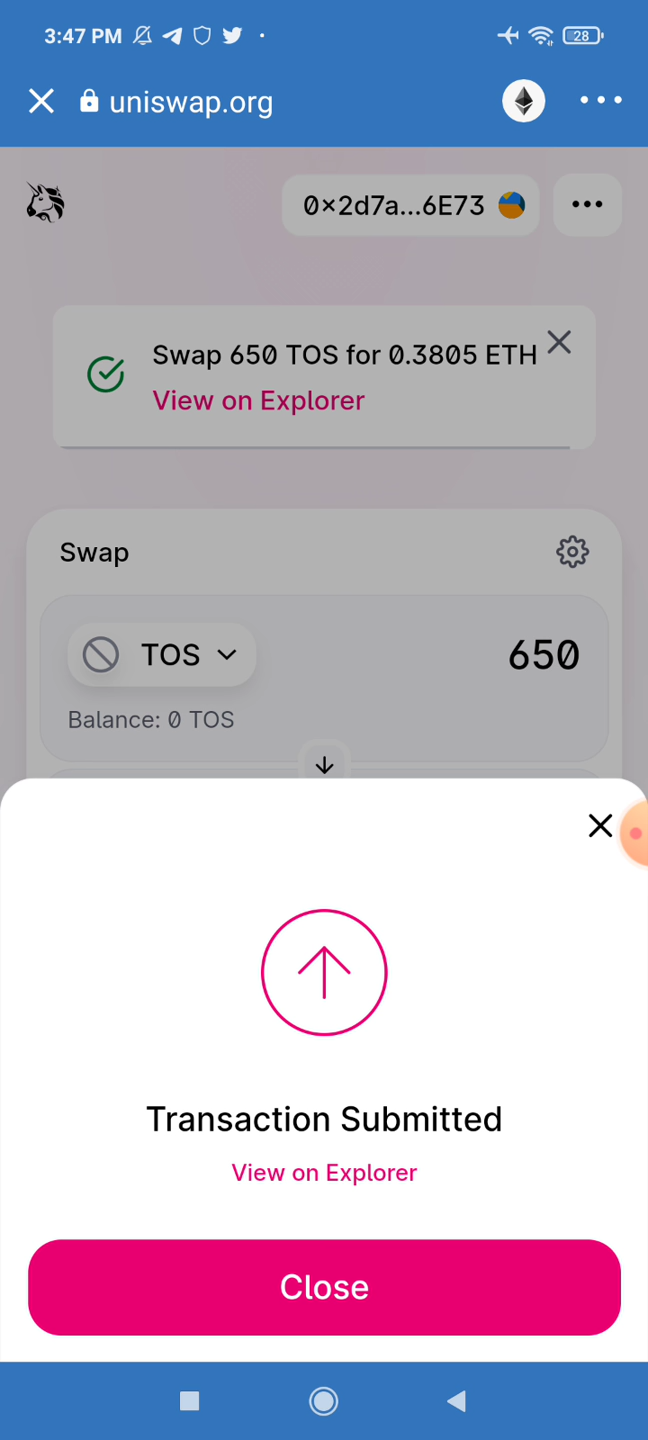 3:47 PM
28
uniswap.org
0×2d7a...6E73
Swap 650 TOS for 0.3805 ETH
View on Explorer
Swap
TOS 650
Balance: 0 TOS
Transaction Submitted
View on Explorer
Close